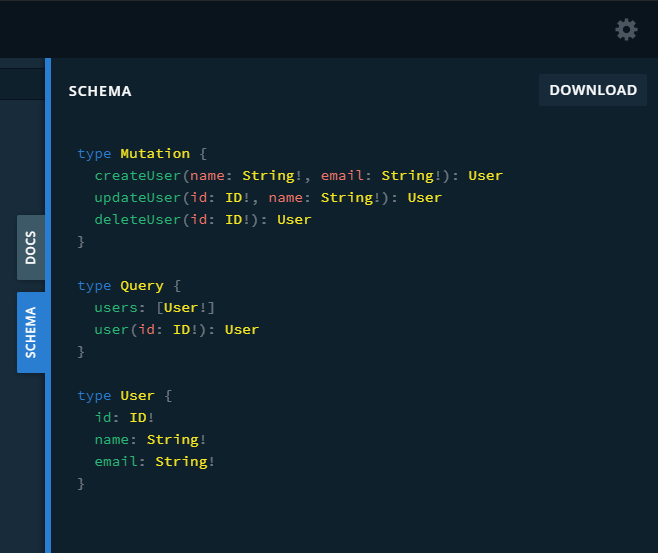 SCHEMA
DOWNLOAD
type Mutation {
createUser(name: String!, email: String!): User
updateUser(id: ID!, name: String!): User
deleteUser(id: ID!): User
}
type Query {
users: [User!]
user(id: ID!): User
}
type User {
id: ID!
name: String!
email: String!
}
DOCS
SCHEMA